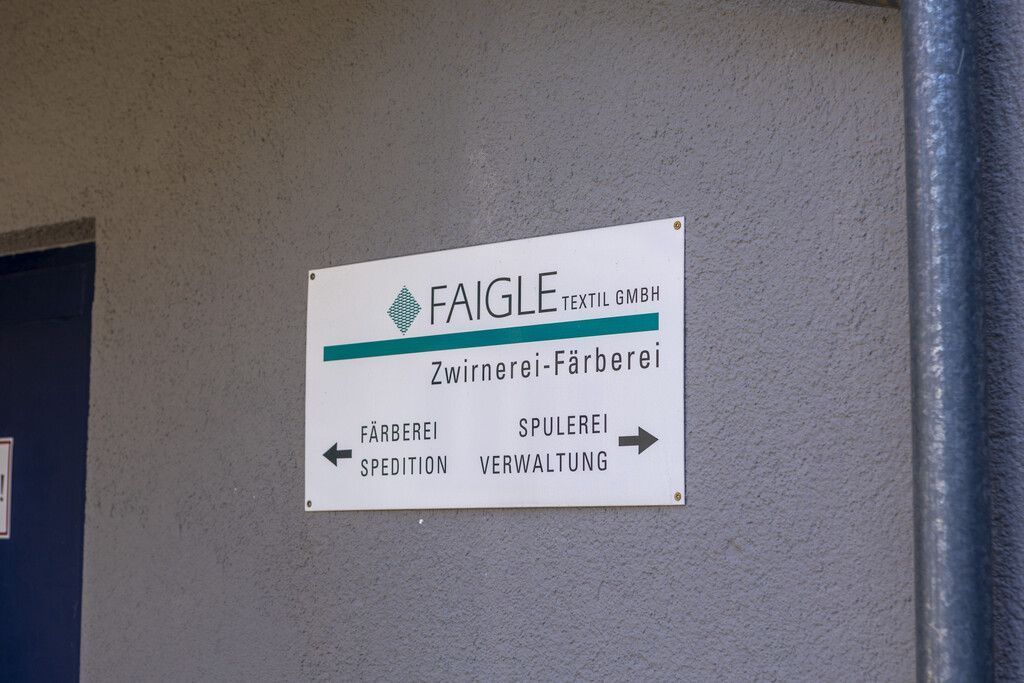 FAIGLE TEXTIL GMBH
Zwirnerei-Färberei
FÄRBEREI
SPEDITION
SPULEREI
VERWALTUNG
!